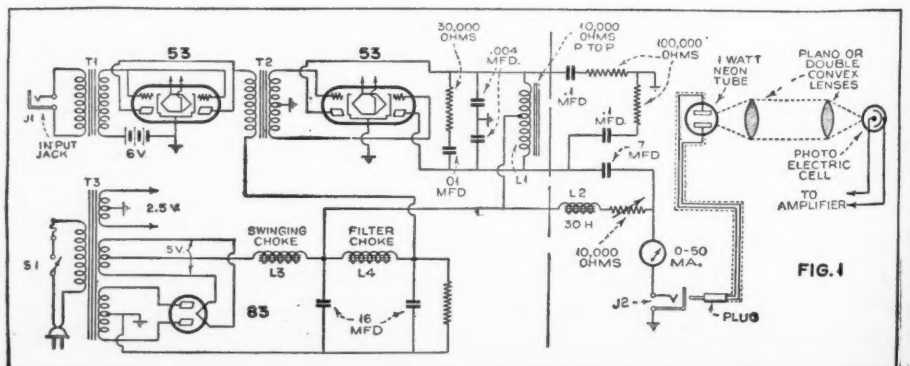 T1
53
T2
53
30,000
OHMS
.004
MFD.
10,000
OHMS
P TO P
100,000
OHMS
1 WATT
NEON
TUBE
PLANO OR
DOUBLE
CONVEX
LENSES
J1
INPUT
JACK
6V.
.01
MFD
L1
.1
MFD
.1
MFD.
7
MFD
PHOTO
ELECTRIC
CELL
TO
AMPLIFIER
T3
2.5 V.
S1
5V.
83
SWINGING
CHOKE
L3
FILTER
CHOKE
L4
16
MFD
L2
30 H
10,000
OHMS
0-50
MA.
J2
PLUG
FIG.1